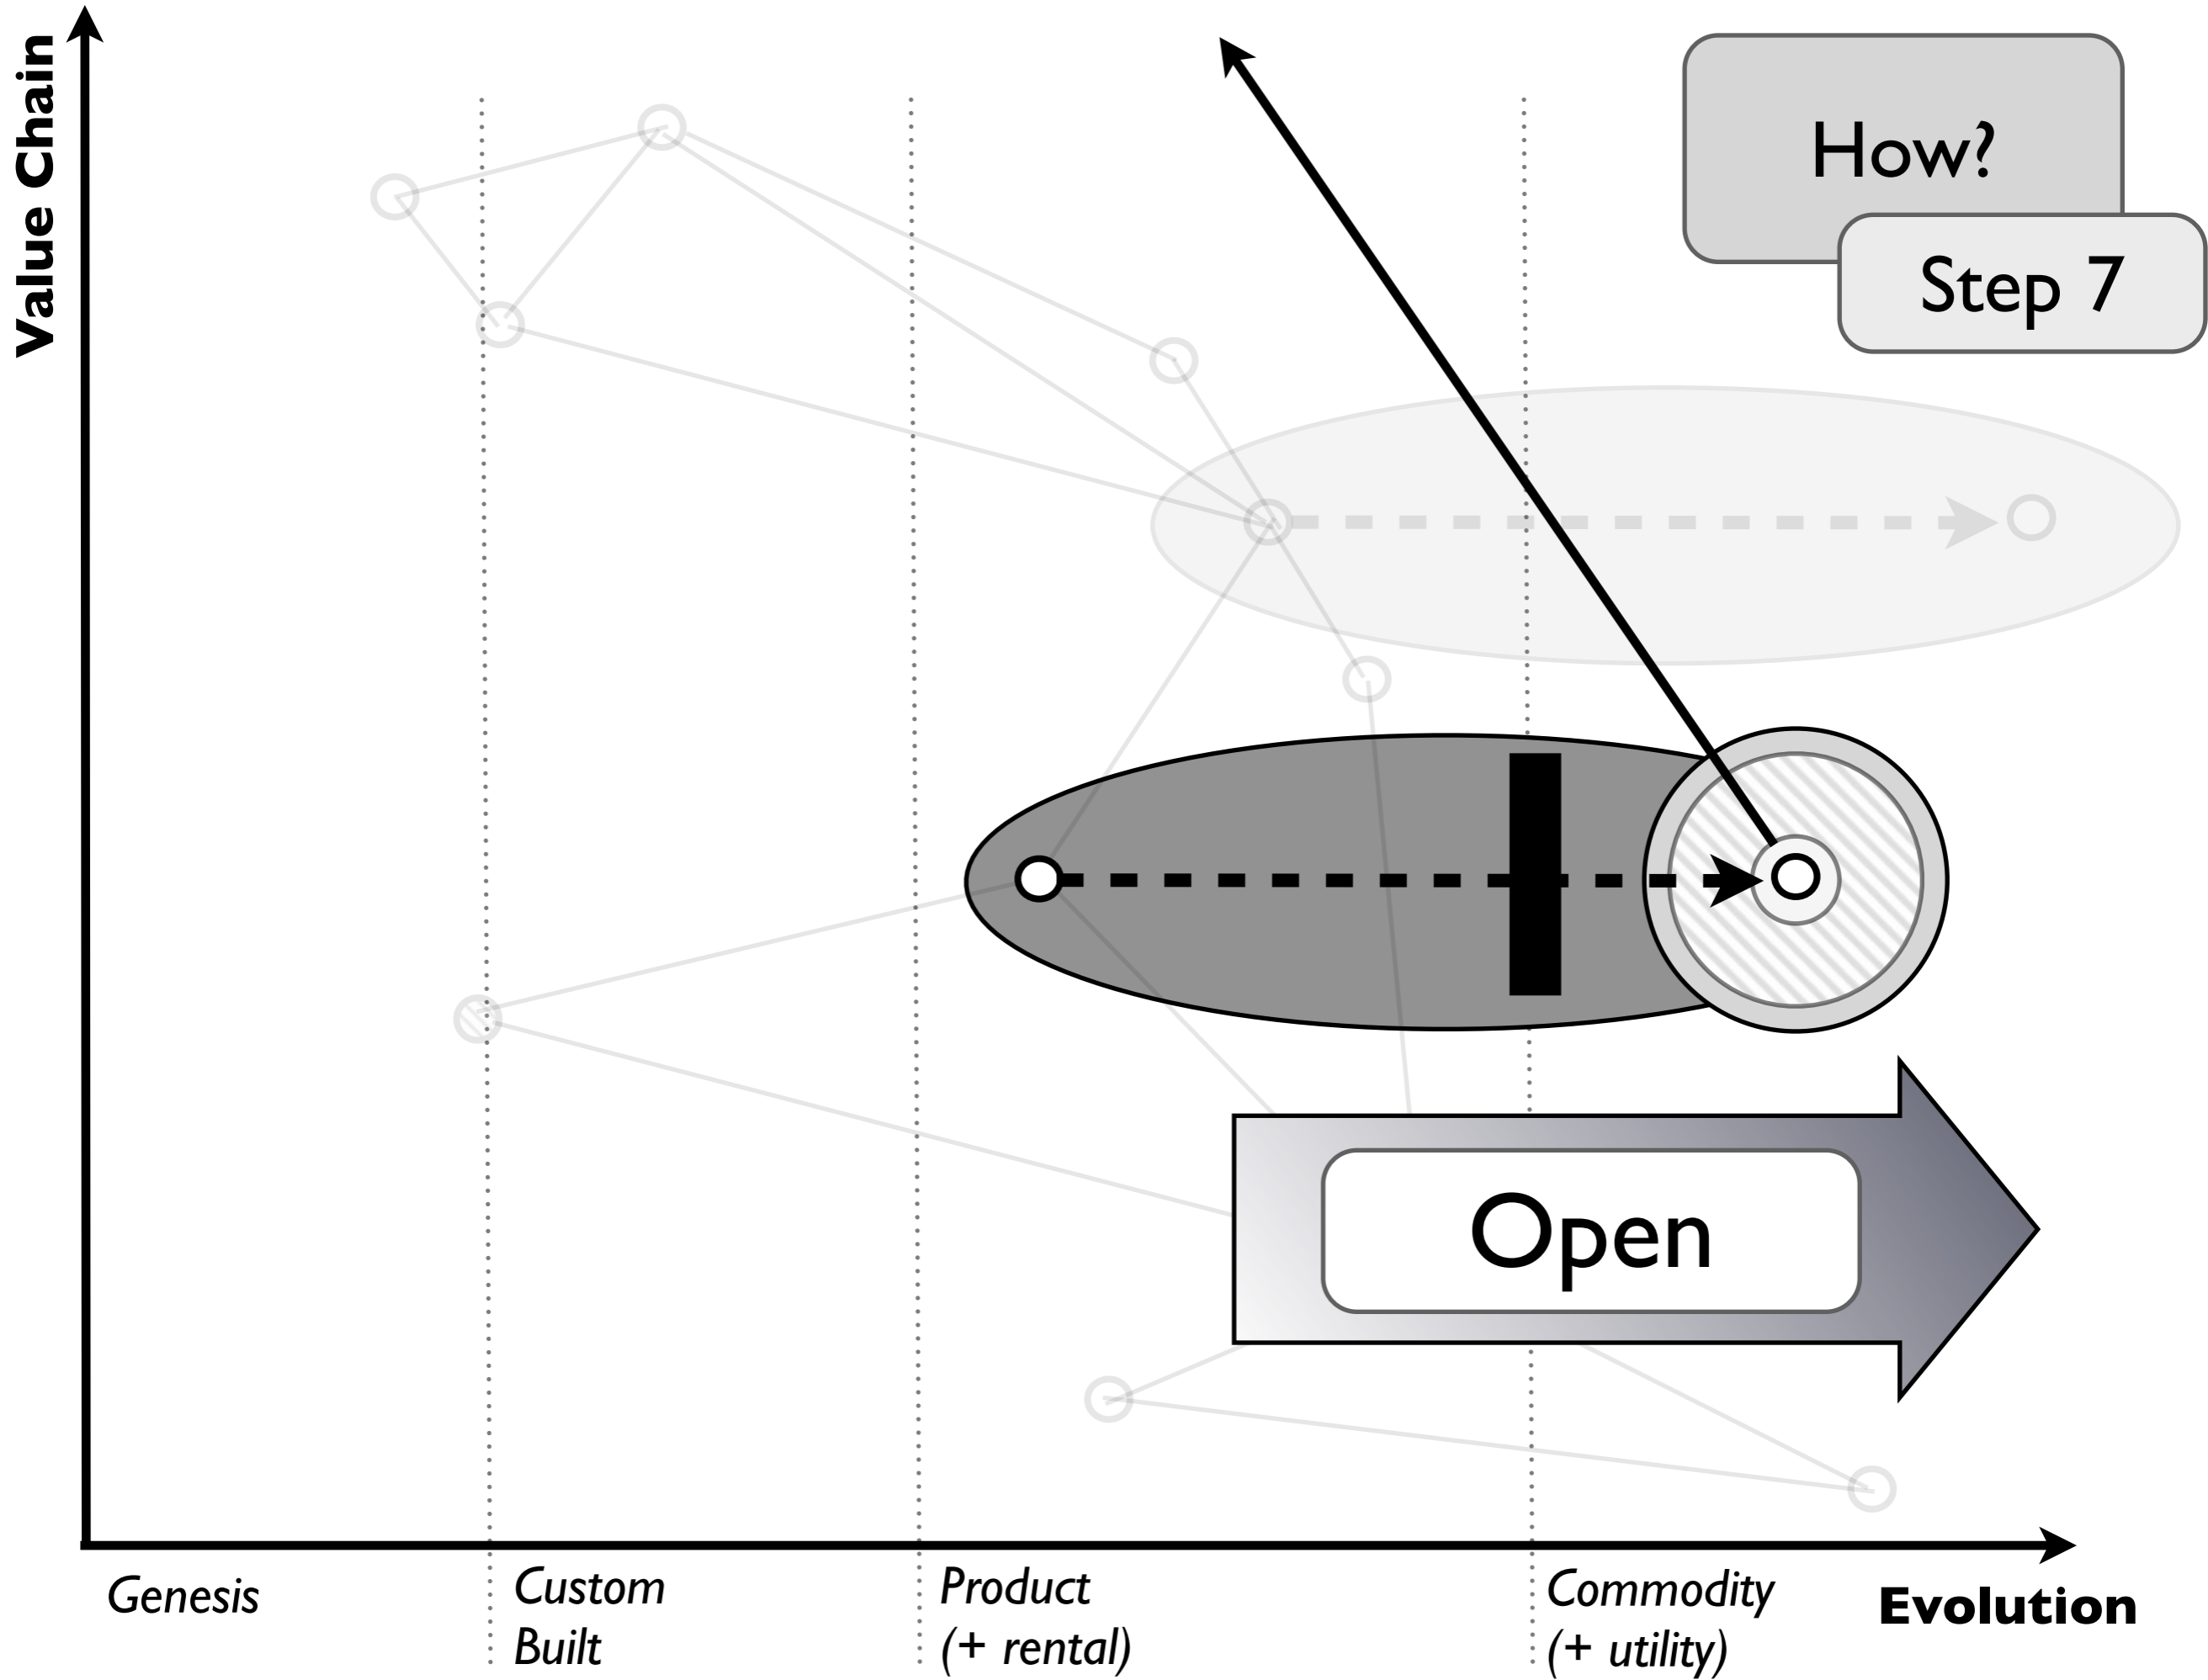 Value Chain
How?
Step 7
Open
Genesis
Custom
Built
Product
(+ rental)
Commodity
(+ utility)
Evolution